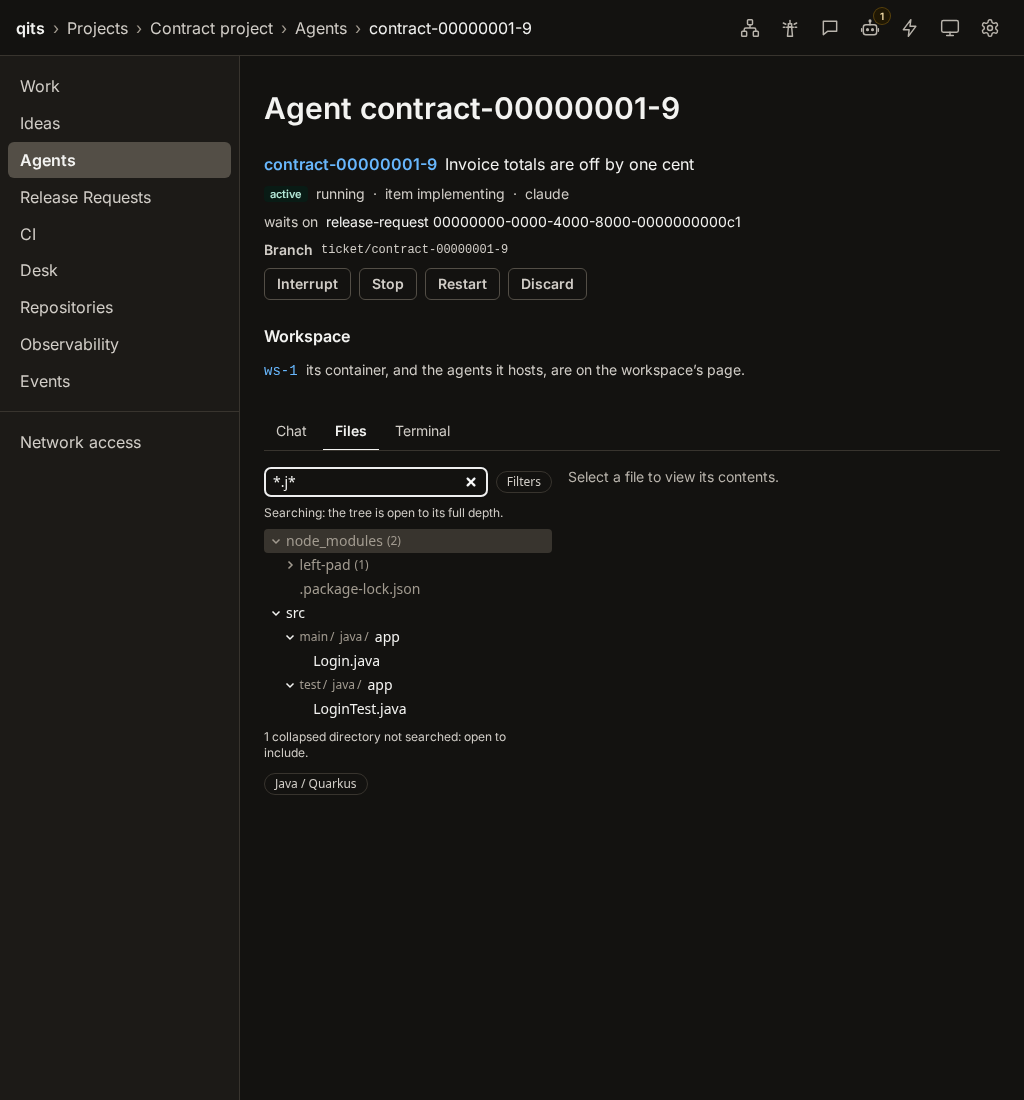 qits › Projects › Contract project › Agents › contract-00000001-9
1
Work
Ideas
Agents
Release Requests
CI
Desk
Repositories
Observability
Events
Network access
Agent contract-00000001-9
contract-00000001-9 Invoice totals are off by one cent
active running · item implementing · claude
waits on release-request 00000000-0000-4000-8000-0000000000c1
Branch ticket/contract-00000001-9
Interrupt Stop Restart Discard
Workspace
ws-1 its container, and the agents it hosts, are on the workspace’s page.
Chat Files Terminal
*.j* Filters
Searching: the tree is open to its full depth.
node_modules (2)
left-pad (1)
.package-lock.json
src
main/ java/ app
Login.java
test/ java/ app
LoginTest.java
1 collapsed directory not searched: open to
include.
Java / Quarkus
Select a file to view its contents.